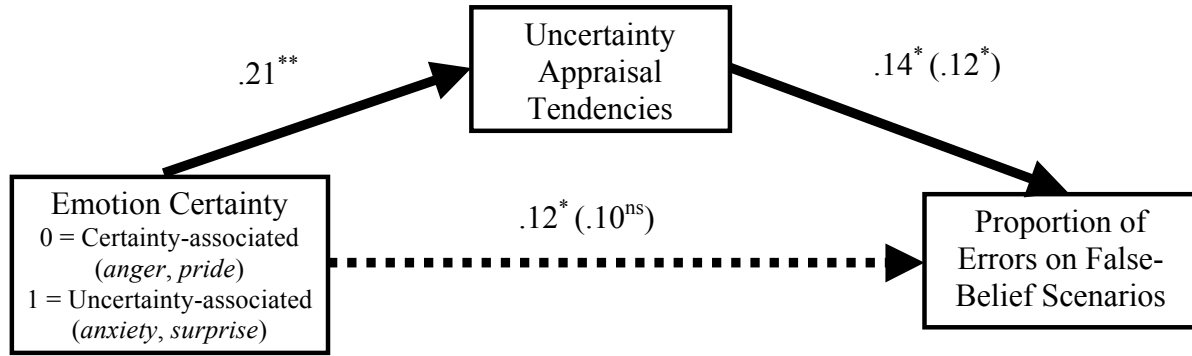 Uncertainty
Appraisal
Tendencies
.21**
.14* (.12*)
Emotion Certainty
0 = Certainty-associated
(anger, pride)
1 = Uncertainty-associated
(anxiety, surprise)
.12* (.10ns)
Proportion of
Errors on False-
Belief Scenarios